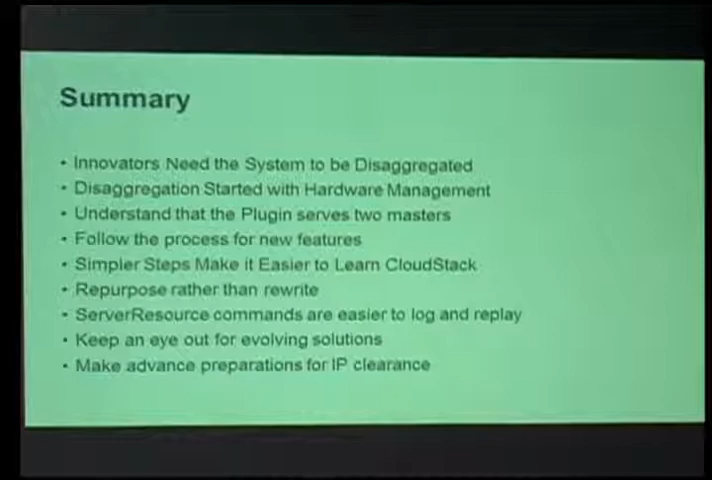 Summary
• Innovators Need the System to be Disaggregated
• Disaggregation Started with Hardware Management
• Understand that the Plugin serves two masters
• Follow the process for new features
• Simpler Steps Make it Easier to Learn CloudStack
• Repurpose rather than rewrite
• ServerResource commands are easier to log and replay
• Keep an eye out for evolving solutions
• Make advance preparations for IP clearance